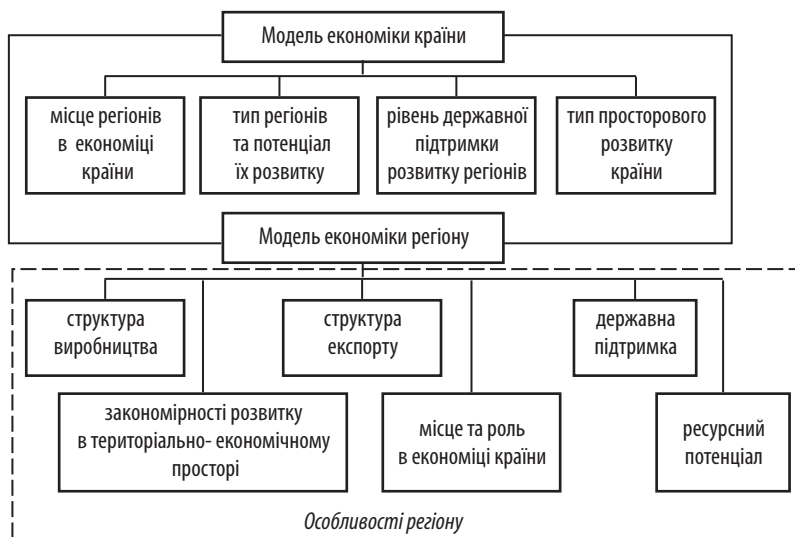 Модель економіки країни
місце регіонів
в економіці
країни
тип регіонів
та потенціал
їх розвитку
рівень державної
підтримки
розвитку регіонів
тип просторового
розвитку
країни
Модель економіки регіону
структура
виробництва
структура
експорту
державна
підтримка
закономірності розвитку
в територіально- економічному
просторі
місце та роль
в економіці країни
ресурсний
потенціал
Особливості регіону